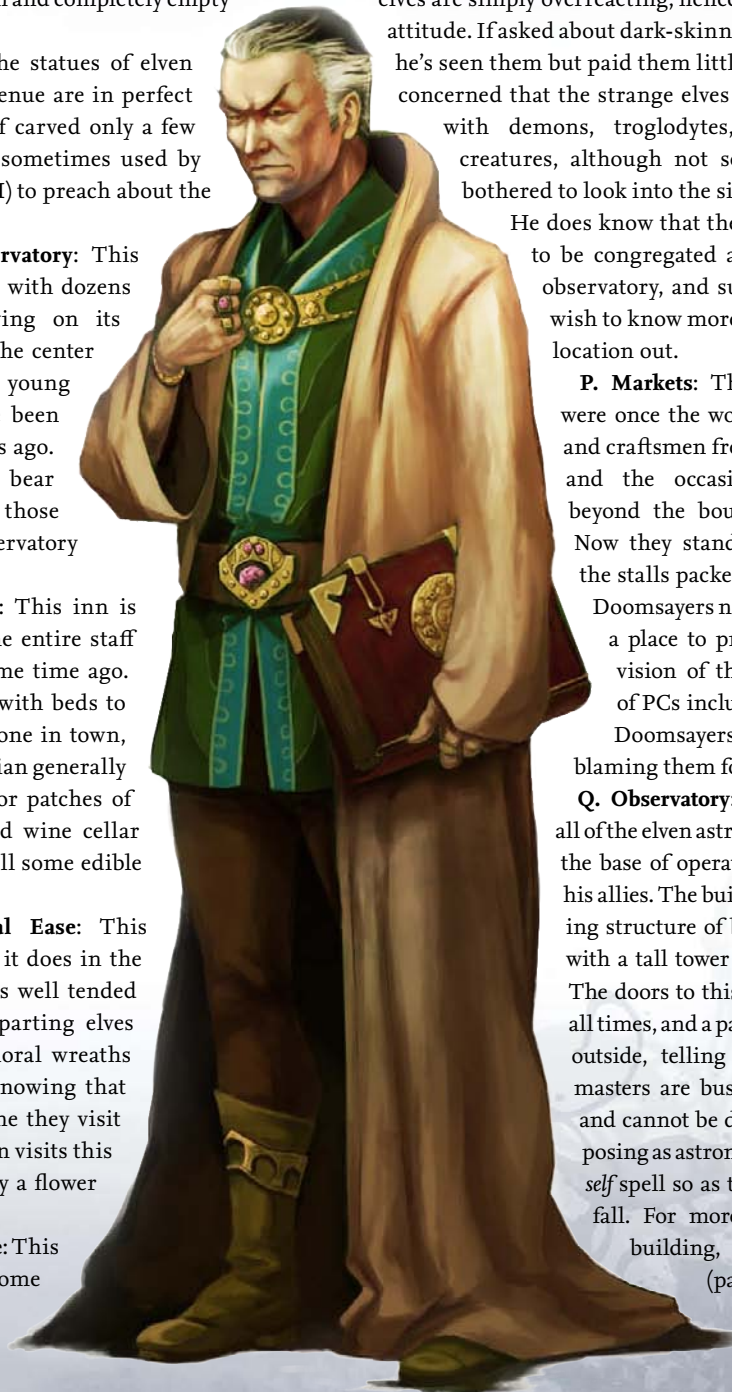 and completely empty
he statues of elven
enue are in perfect
f carved only a few
sometimes used by
) to preach about the
rvatory: This
with dozens
ing on its
he center
young
been
s ago.
bear
those
ervatory
: This inn is
e entire staff
me time ago.
with beds to
one in town,
ian generally
or patches of
d wine cellar
ll some edible
al Ease: This
it does in the
s well tended
parting elves
loral wreaths
nowing that
ne they visit
n visits this
y a flower
e: This
ome
elves are simply overreacting, hence
attitude. If asked about dark-skinn
he's seen them but paid them littl
concerned that the strange elves
with demons, troglodytes,
creatures, although not so
bothered to look into the si
He does know that the
to be congregated a
observatory, and su
wish to know more
location out.
P. Markets: Th
were once the wo
and craftsmen fro
and the occasi
beyond the bou
Now they stand
the stalls packe
Doomsayers n
a place to pr
vision of th
of PCs inclu
Doomsayers
blaming them fo
Q. Observatory:
all of the elven astr
the base of operat
his allies. The bui
ing structure of b
with a tall tower
The doors to this
all times, and a pa
outside, telling
masters are bus
and cannot be d
posing as astron
self spell so as t
fall. For more
building,
(pa